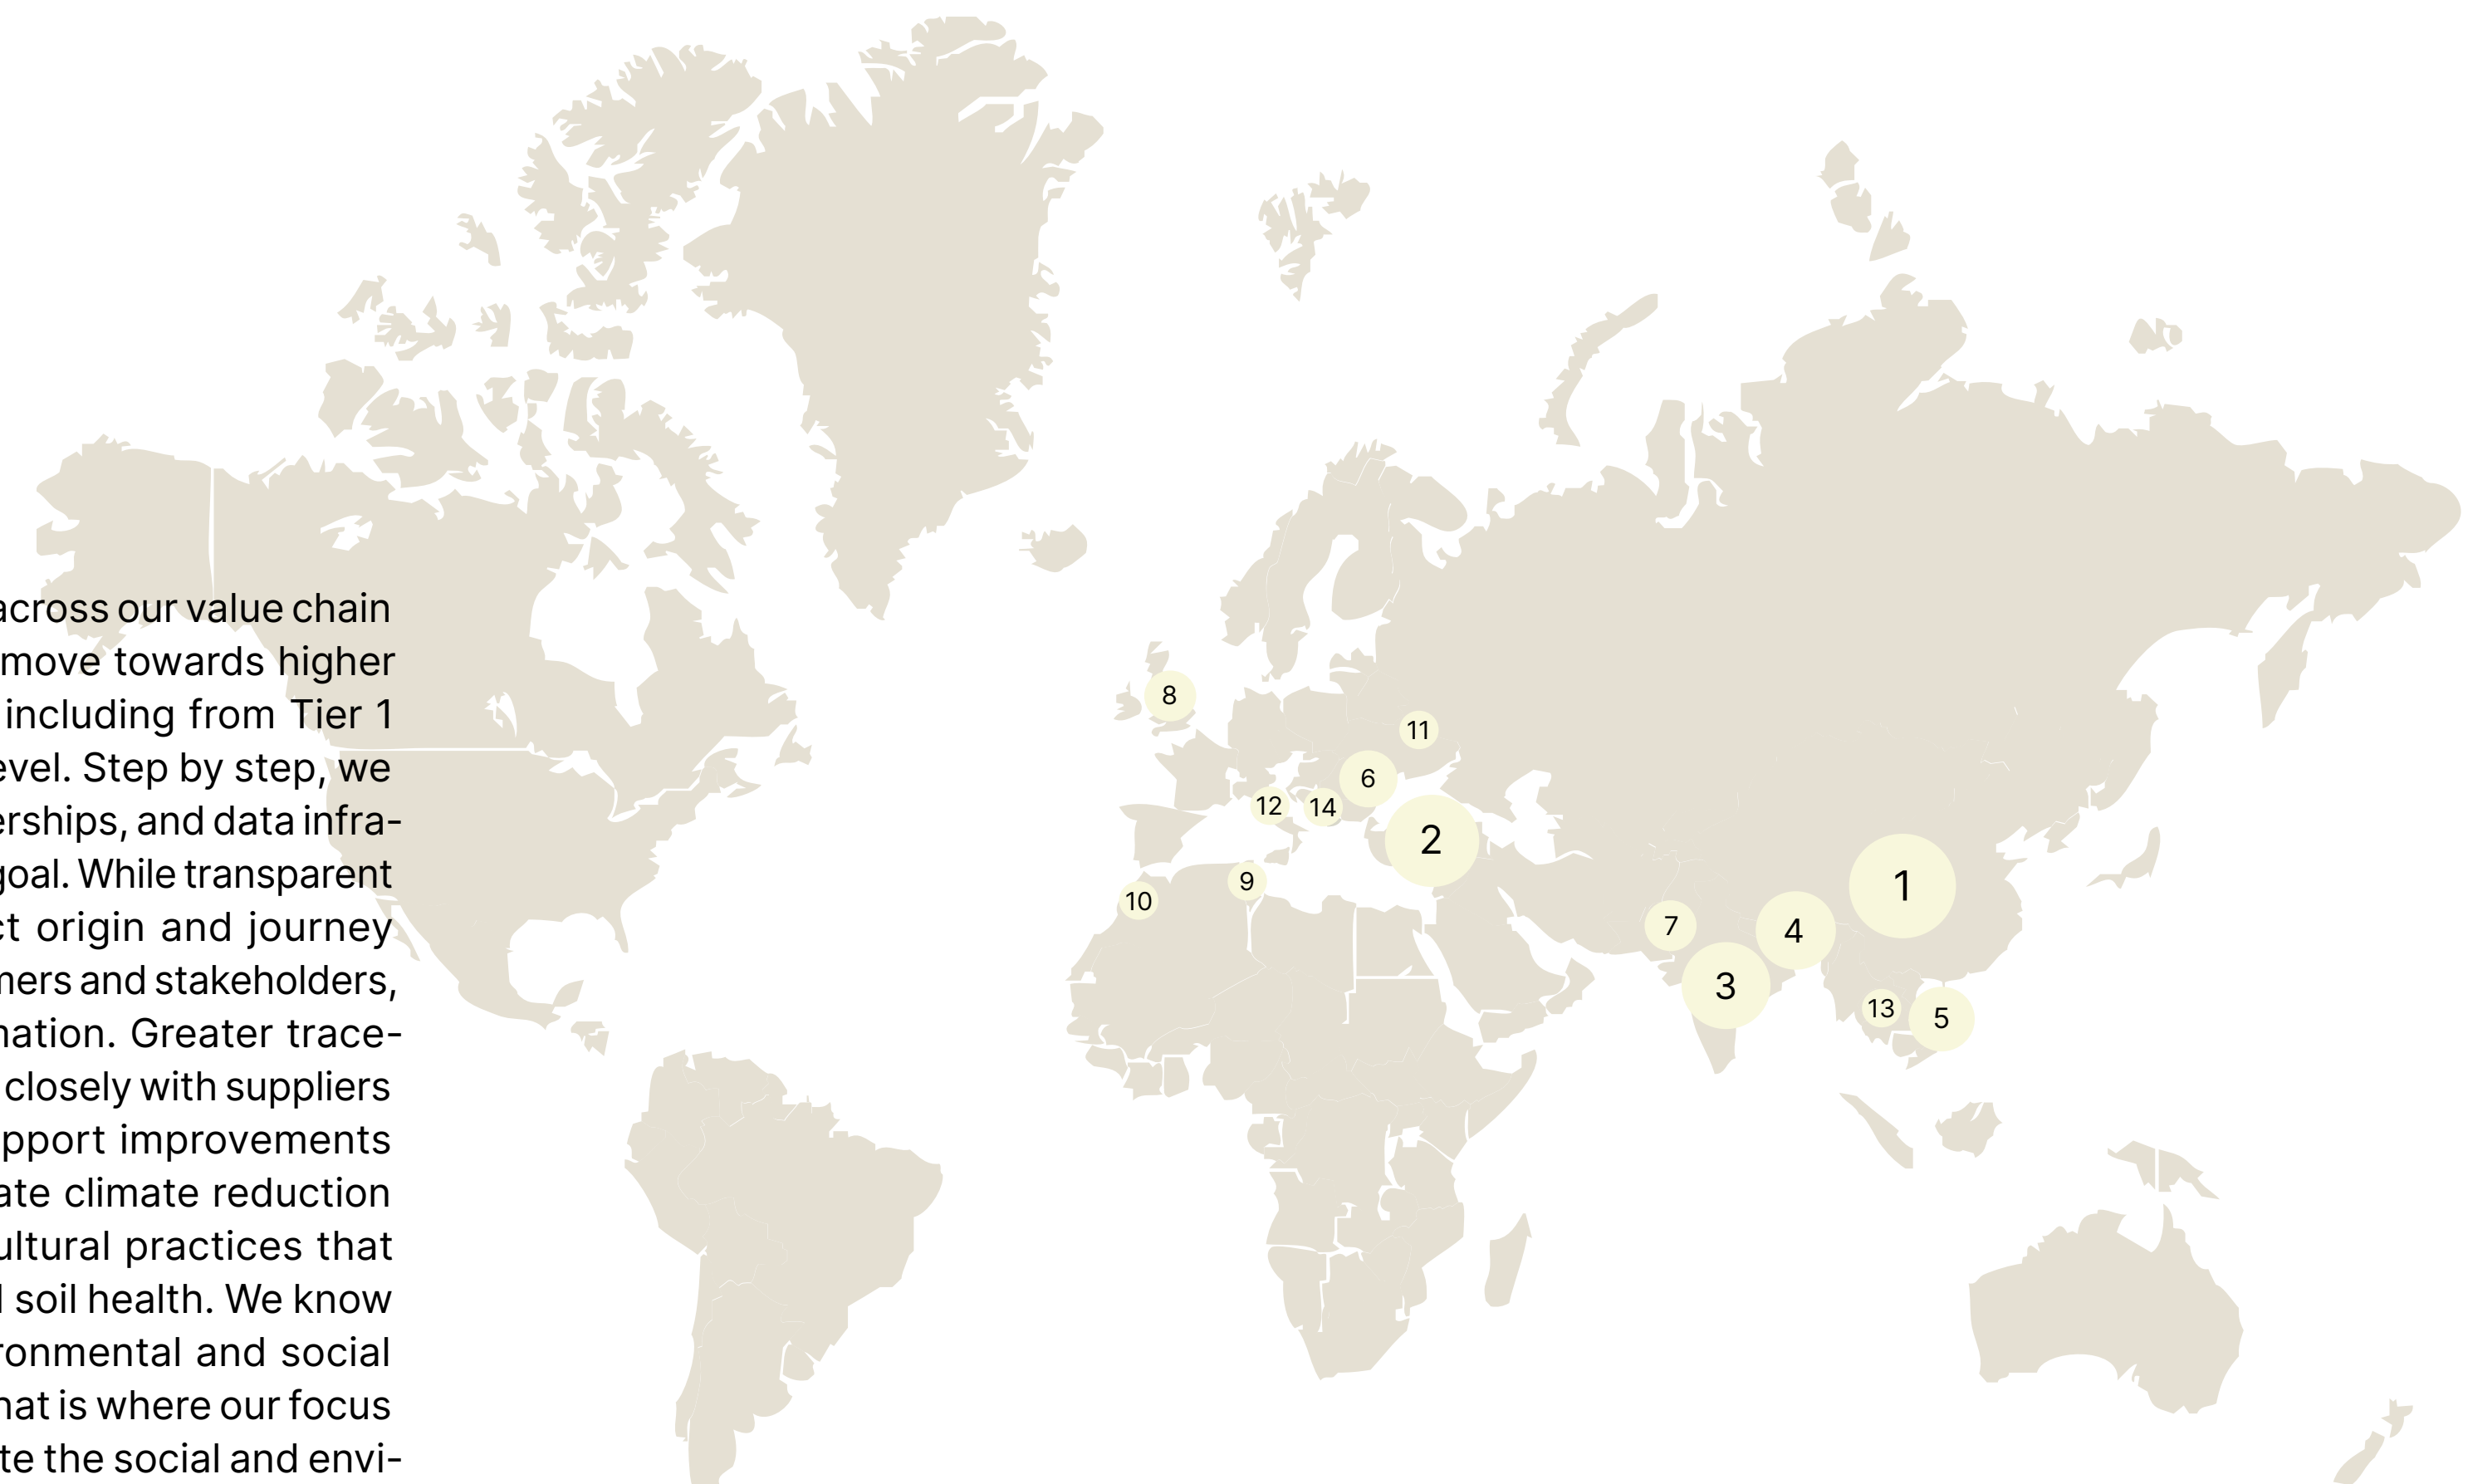 across our value chain
move towards higher
including from Tier 1
evel. Step by step, we
erships, and data infra-
goal. While transparent
ct origin and journey
mers and stakeholders,
mation. Greater trace-
closely with suppliers
pport improvements
ate climate reduction
ultural practices that
soil health. We know
ronmental and social
hat is where our focus
te the social and envi-
8
11
6
12
14
2
9
10
1
7
4
3
13
5